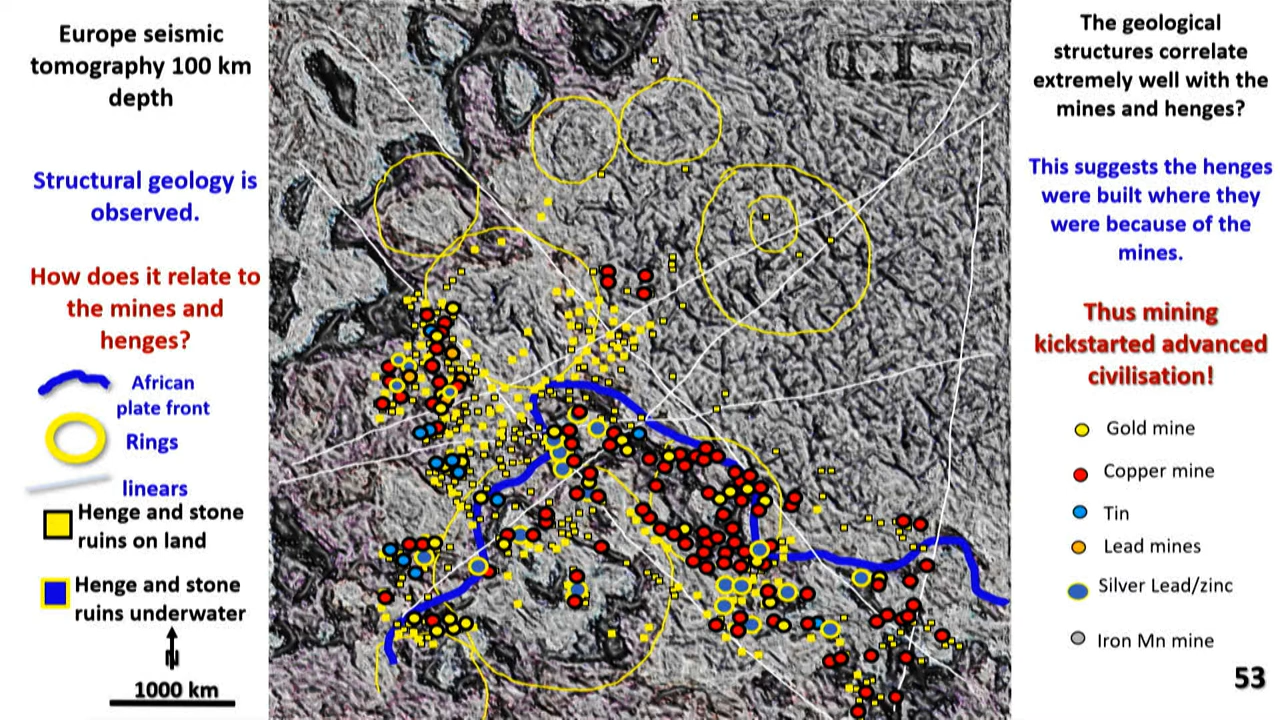 Europe seismic
tomography 100 km
depth
Structural geology is
observed.
How does it relate to
the mines and
henges?
African
plate front
Rings
linears
Henge and stone
ruins on land
Henge and stone
ruins underwater
N
1000 km
The geological
structures correlate
extremely well with the
mines and henges?
This suggests the henges
were built where they
were because of the
mines.
Thus mining
kickstarted advanced
civilisation!
Gold mine
Copper mine
Tin
Lead mines
Silver Lead/zinc
Iron Mn mine
53